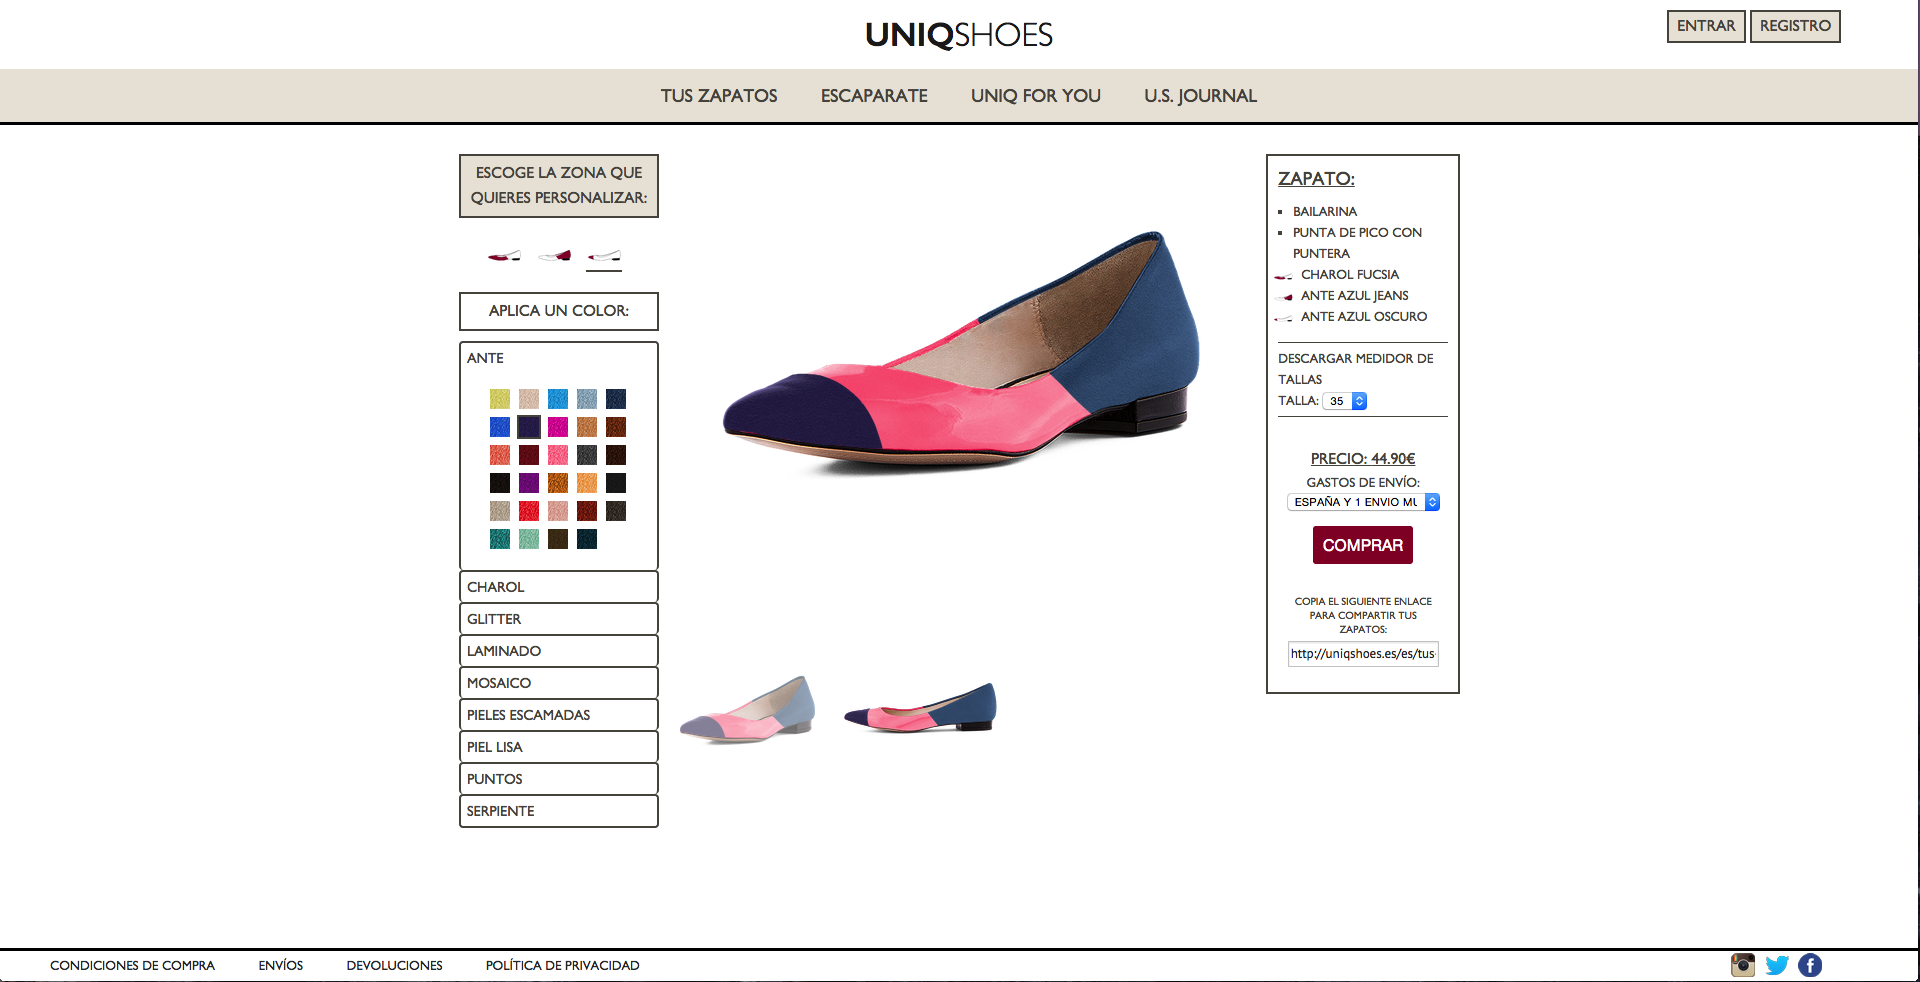 UNIQSHOES
ENTRAR
REGISTRO
TUS ZAPATOS
ESCAPARATE
UNIQ FOR YOU
U.S. JOURNAL
ESCOGE LA ZONA QUE
QUIERES PERSONALIZAR:
APLICA UN COLOR:
ANTE
CHAROL
GLITTER
LAMINADO
MOSAICO
PIELES ESCAMADAS
PIEL LISA
PUNTOS
SERPIENTE
ZAPATO:
BAILARINA
PUNTA DE PICO CON
PUNTERA
CHAROL FUCSIA
ANTE AZUL JEANS
ANTE AZUL OSCURO
DESCARGAR MEDIDOR DE
TALLAS
TALLA: 35
PRECIO: 44.90€
GASTOS DE ENVÍO:
ESPAÑA Y 1 ENVIO MU
COMPRAR
COPIA EL SIGUIENTE ENLACE
PARA COMPARTIR TUS
ZAPATOS:
http://uniqshoes.es/es/tus-
CONDICIONES DE COMPRA
ENVÍOS
DEVOLUCIONES
POLÍTICA DE PRIVACIDAD